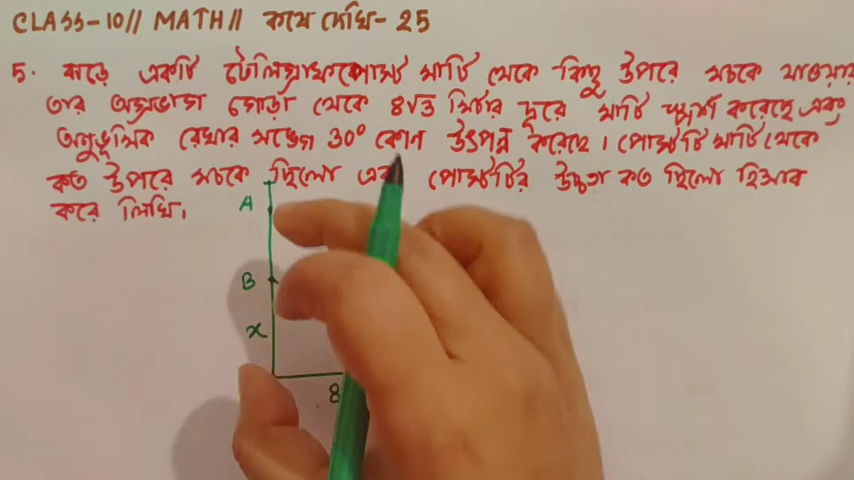 CLASS-10// MATH// কষে দেখি- 25
5. ঝড়ে একটি টেলিগ্রাফপোস্ট মাটি থেকে কিছু উপরে মচকে যাওয়ায়
তার অগ্রভাগ গোড়া থেকে 8√3 মিটার দূরে মাটি স্পর্শ করেছে এবং
অনুভূমিক রেখার সঙ্গে 30° কোণ উৎপন্ন করেছে। পোস্টটি মাটি থেকে
কত উপরে মচকে ছিলো পোস্টটির উচ্চতা কত ছিলো হিসাব
করে লিখি।
A
B
x
8